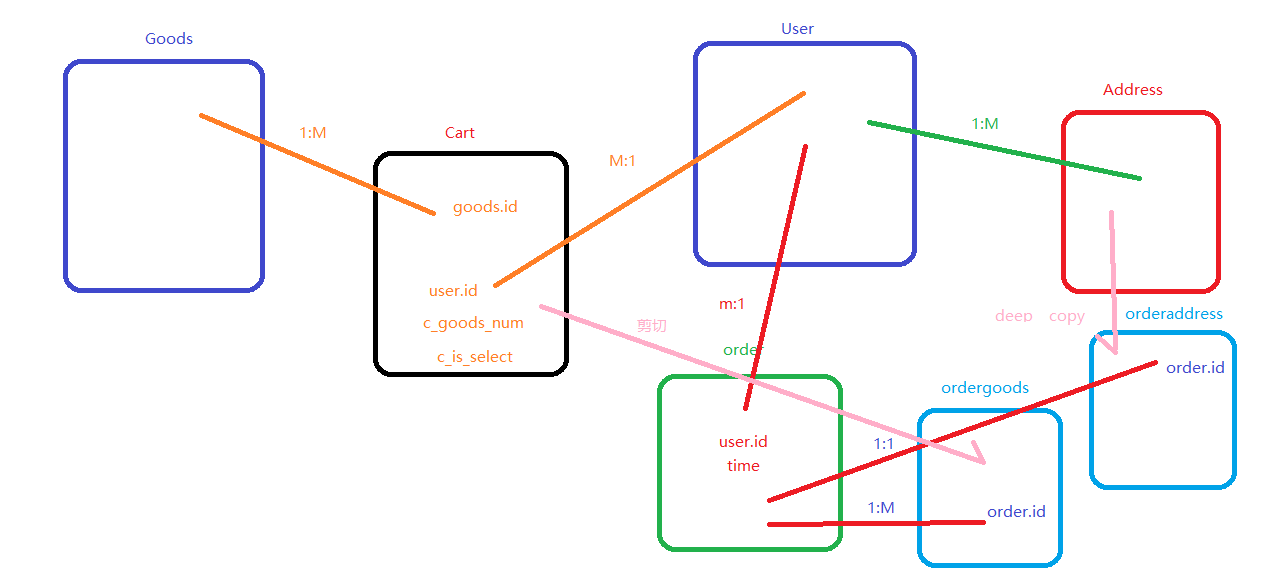 User
Goods
Address
1:M
1:M
Cart
M:1
goods.id
user.id
m:1
deep copy
orderaddress
c_goods_num
剪切
order
c_is_select
order.id
ordergoods
user.id
1:1
time
1:M
order.id